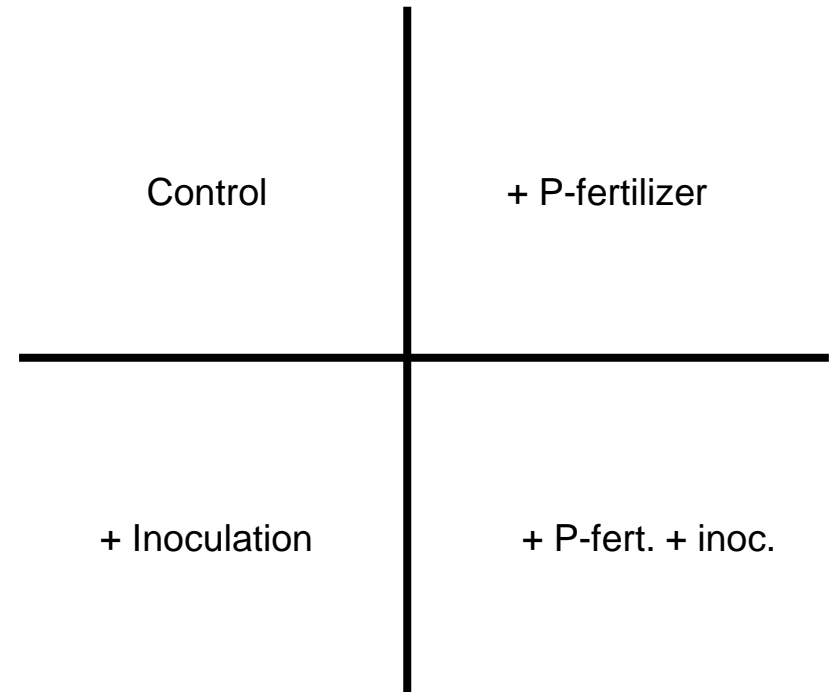 Control
+ P-fertilizer
+ Inoculation
+ P-fert. + inoc.